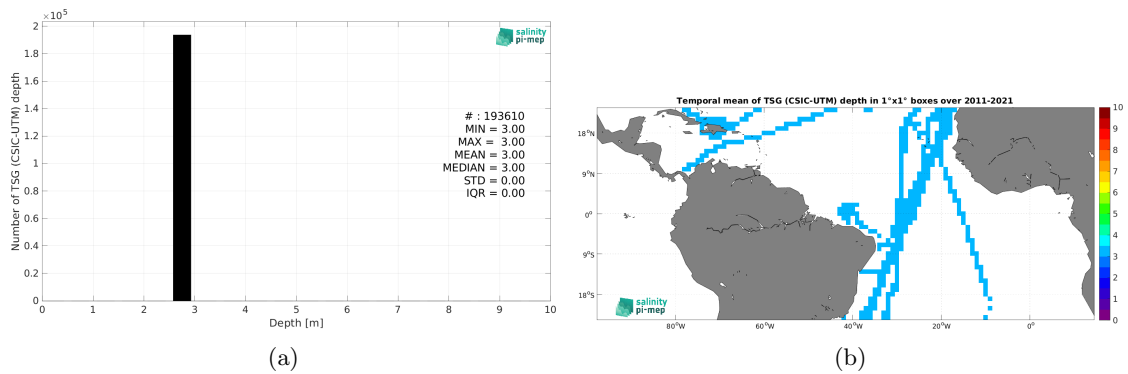 ×10⁵
2
1.8
1.6
1.4
1.2
1
0.8
0.6
0.4
0.2
0
Number of TSG (CSIC-UTM) depth
salinity
pi-mep
# : 193610
MIN = 3.00
MAX = 3.00
MEAN = 3.00
MEDIAN = 3.00
STD = 0.00
IQR = 0.00
0 1 2 3 4 5 6 7 8 9 10
Depth [m]
(a)
Temporal mean of TSG (CSIC-UTM) depth in 1°x1° boxes over 2011-2021
18°N
9°N
0°
9°S
18°S
salinity
pi-mep
80°W 60°W 40°W 20°W 0°
10
9
8
7
6
5
4
3
2
1
0
(b)